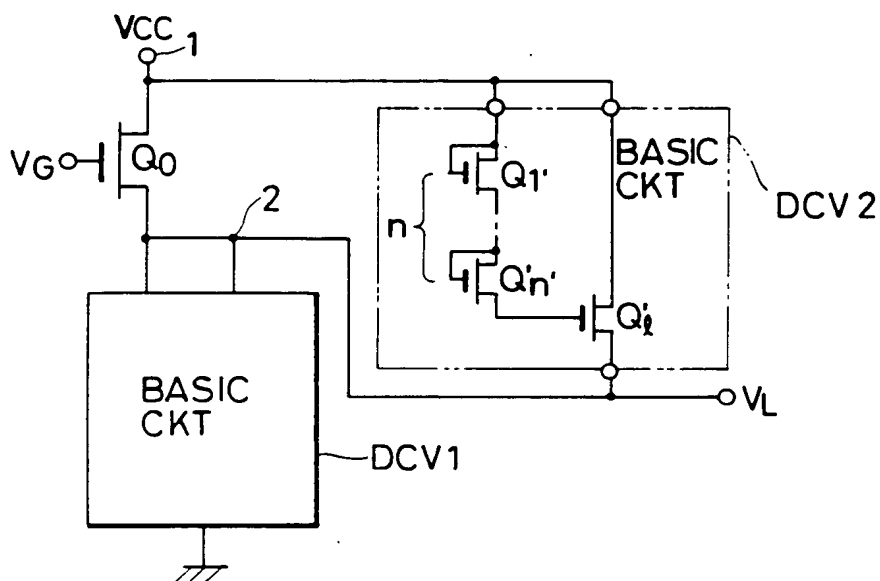 VCC 1
VG Q0
2
n
Q1'
Q'n'
BASIC
CKT
Q'ℓ
DCV2
BASIC
CKT
DCV1
VL